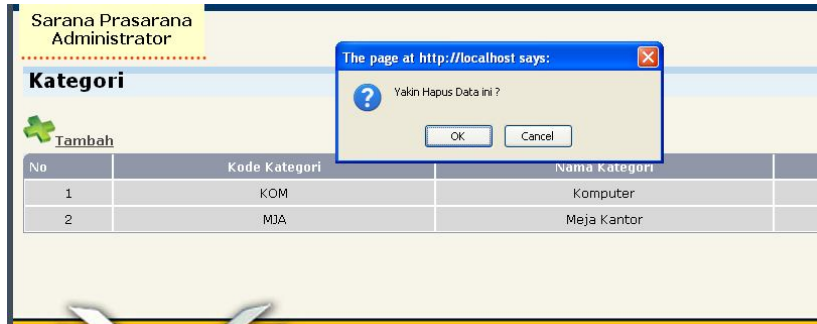 Sarana Prasarana
Administrator
The page at http://localhost says:
Kategori
Yakin Hapus Data ini ?
OK Cancel
Tambah
No Kode Kategori Nama Kategori
1 KOM Komputer
2 MJA Meja Kantor